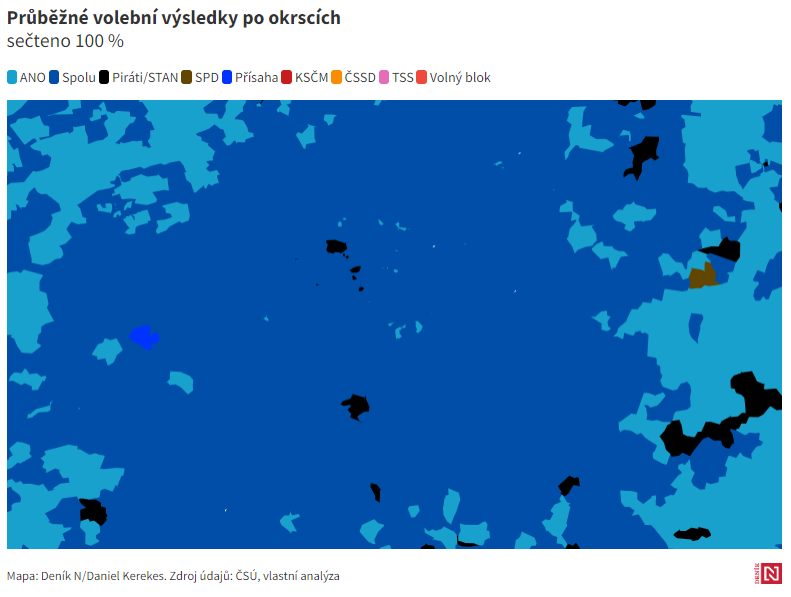 Průběžné volební výsledky po okrscích
sečteno 100 %
ANO Spolu Piráti/STAN SPD Přísaha KSČM ČSSD TSS Volný blok
Mapa: Deník N/Daniel Kerekes. Zdroj údajů: ČSÚ, vlastní analýza
DENÍK N